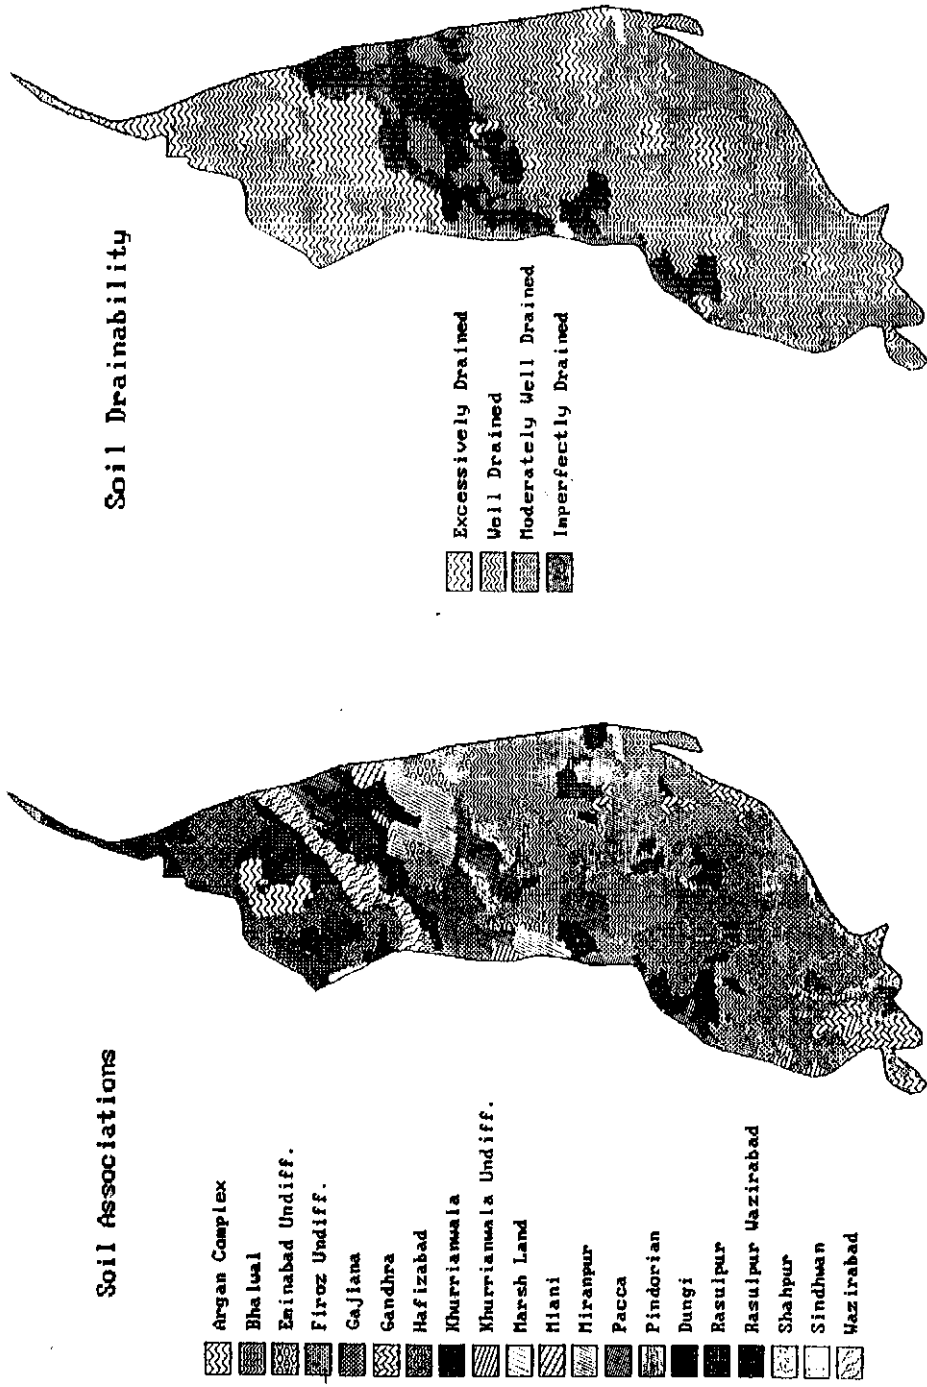 Soil Associations
Argan Complex
Bhalwal
Eminabad Undiff.
Firoz Undiff.
Gajiana
Gandhra
Hafizabad
Khurrianwala
Khurrianwala Undiff.
Marsh Land
Miani
Miranpur
Pacca
Pindorian
Dungi
Rasulpur
Rasulpur Wazirabad
Shahpur
Sindhwan
Wazirabad
Soil Drainability
Excessively Drained
Well Drained
Moderately Well Drained
Imperfectly Drained